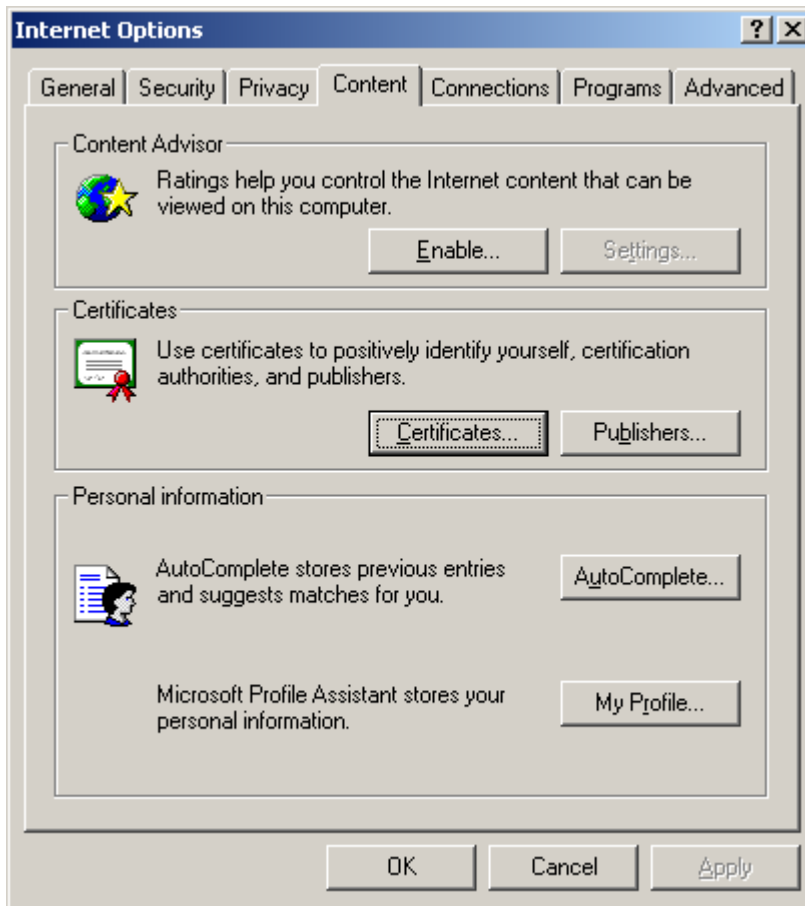 Internet Options
General Security Privacy Content Connections Programs Advanced
Content Advisor
Ratings help you control the Internet content that can be
viewed on this computer.
Enable... Settings...
Certificates
Use certificates to positively identify yourself, certification
authorities, and publishers.
Certificates... Publishers...
Personal information
AutoComplete stores previous entries
and suggests matches for you.
AutoComplete...
Microsoft Profile Assistant stores your
personal information.
My Profile...
OK Cancel Apply